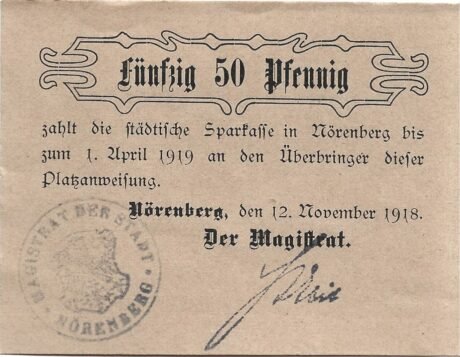 Fünfzig 50 Pfennig
zahlt die städtische Sparkasse in Nörenberg bis
zum 1. April 1919 an den Überbringer dieser
Platzanweisung.
Nörenberg, den 12. November 1918.
Der Magistrat.
MAGISTRAT DER STADT
NÖRENBERG